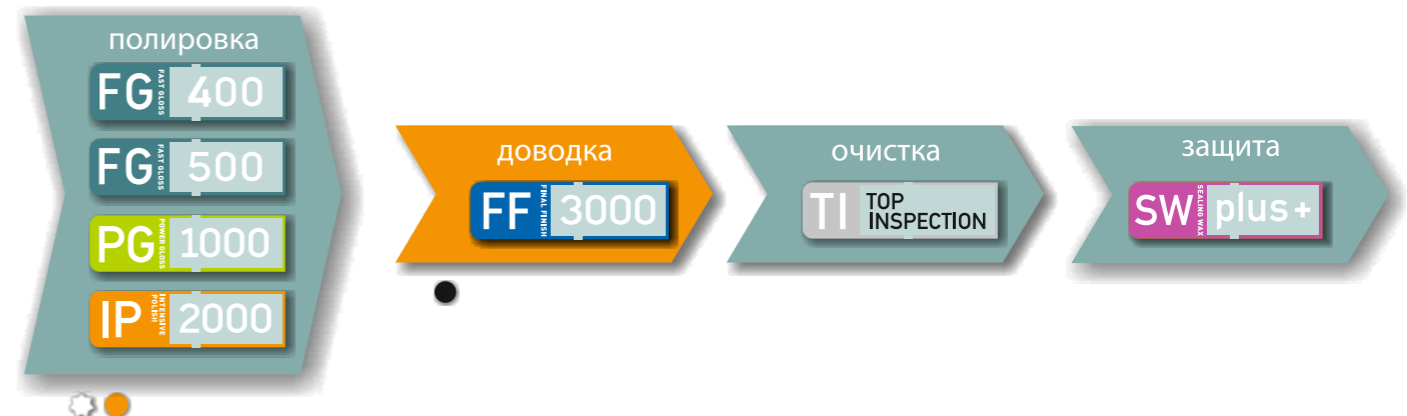 полировка
FG FAST GLOSS 400
FG FAST GLOSS 500
PG POWER GLOSS 1000
IP INTENSIVE POLISH 2000
доводка
FF FINAL FINISH 3000
очистка
TI TOP INSPECTION
защита
SW SEALING WAX plus+